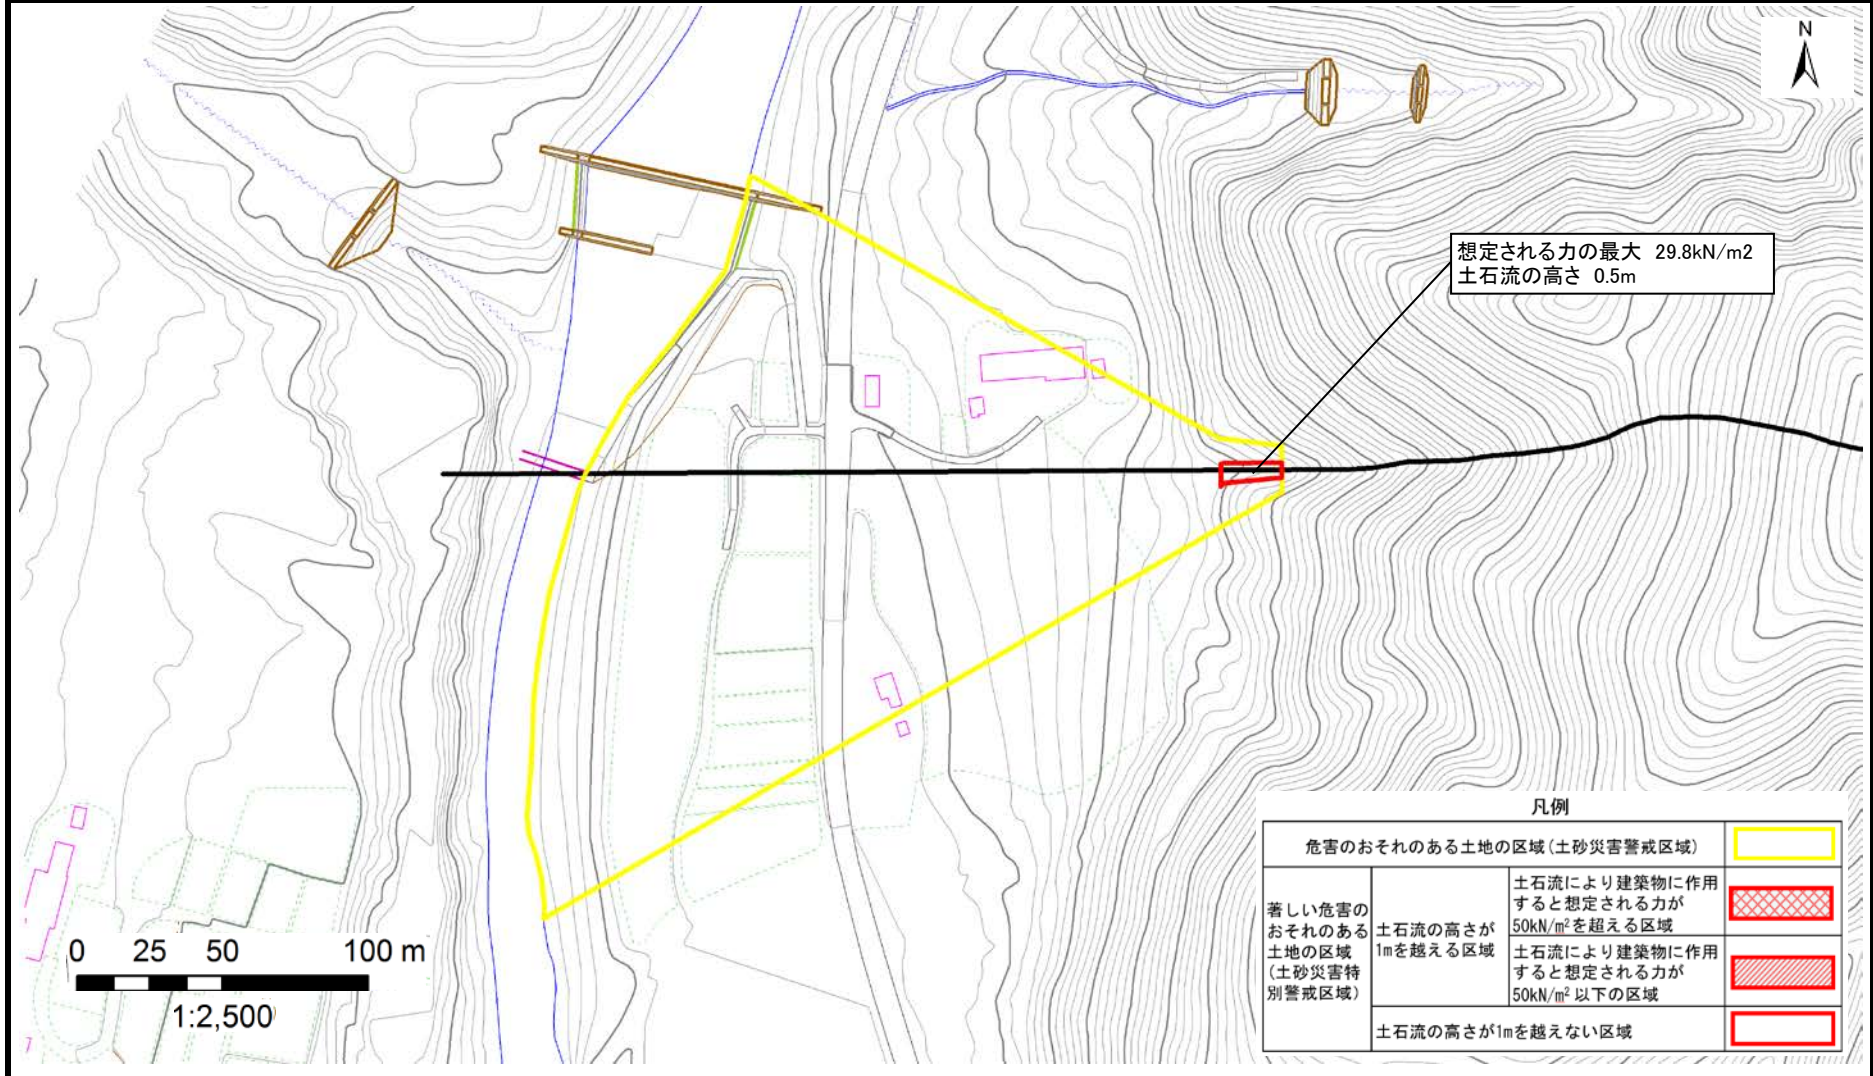 N
想定される力の最大 29.8kN/m2
土石流の高さ 0.5m
0 25 50 100 m
1:2,500
凡例
危害のおそれのある土地の区域(土砂災害警戒区域)
著しい危害の
おそれのある
土地の区域
(土砂災害特
別警戒区域)
土石流の高さが
1mを越える区域
土石流により建築物に作用
すると想定される力が
50kN/m²を超える区域
土石流により建築物に作用
すると想定される力が
50kN/m² 以下の区域
土石流の高さが1mを越えない区域